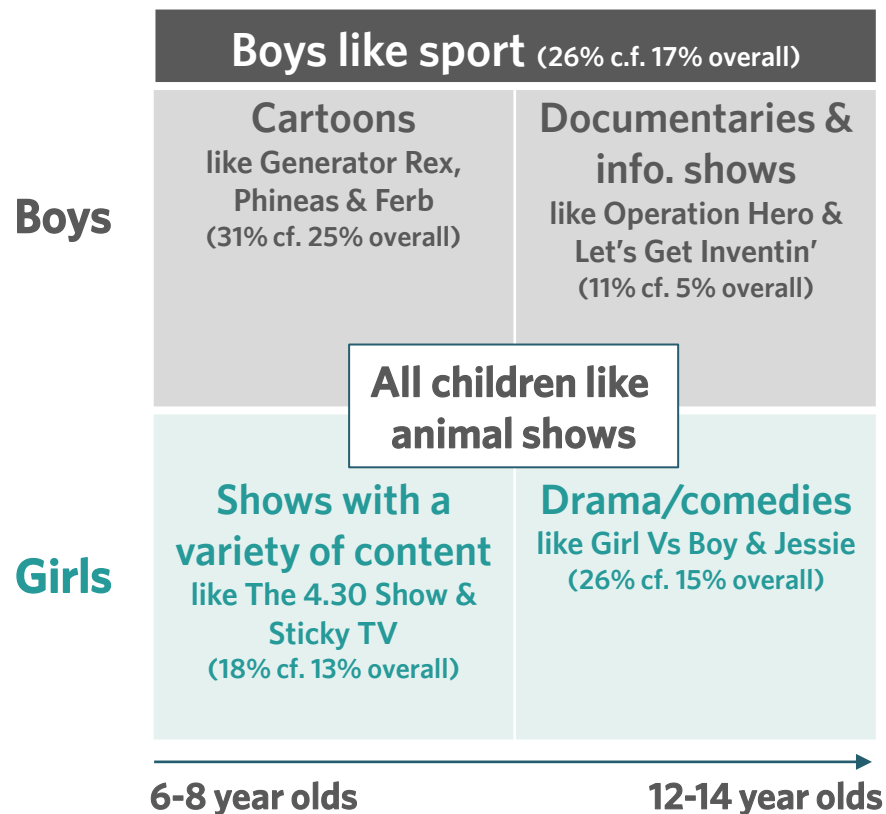 Boys like sport (26% c.f. 17% overall)
Boys
Cartoons
like Generator Rex,
Phineas & Ferb
(31% cf. 25% overall)
Documentaries &
info. shows
like Operation Hero &
Let’s Get Inventin’
(11% cf. 5% overall)
All children like
animal shows
Girls
Shows with a
variety of content
like The 4.30 Show &
Sticky TV
(18% cf. 13% overall)
Drama/comedies
like Girl Vs Boy & Jessie
(26% cf. 15% overall)
6-8 year olds
12-14 year olds